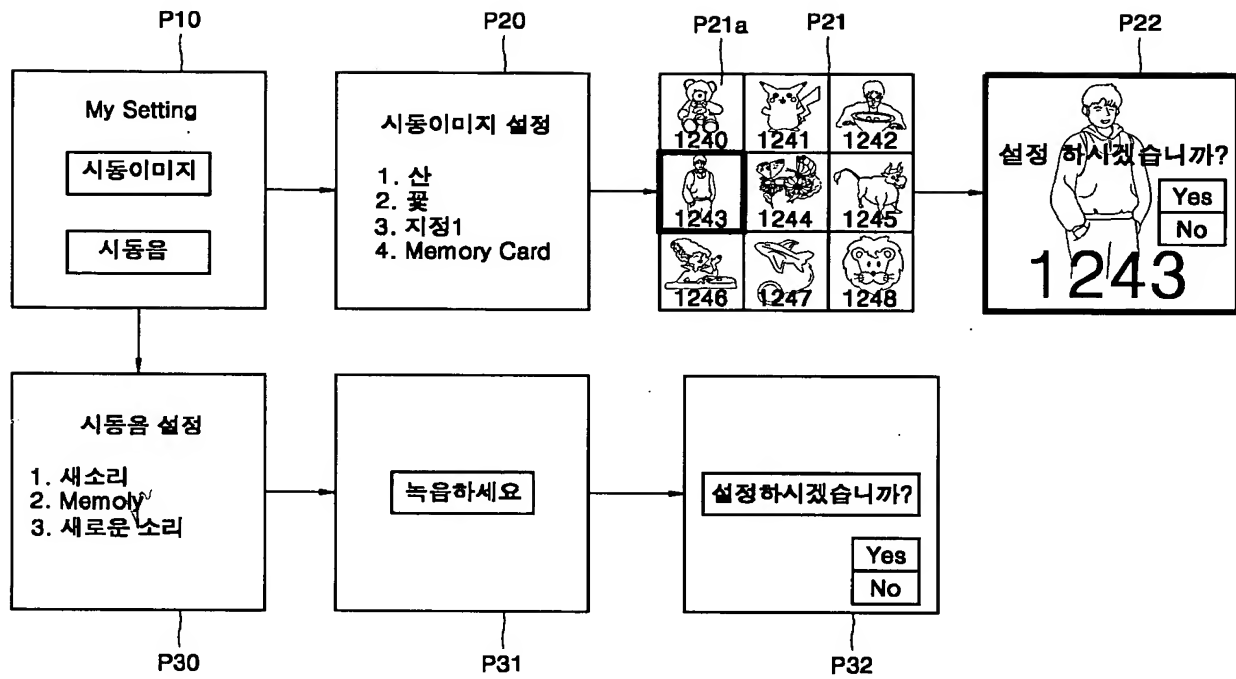 P10
P20
P21a
P21
P22
My Setting
시동이미지
시동음
시동이미지 설정
1. 산
2. 꽃
3. 지정1
4. Memory Card
1240
1241
1242
1243
1244
1245
1246
1247
1248
설정 하시겠습니까?
Yes
No
1243
시동음 설정
1. 새소리
2. Memoly
3. 새로운 소리
녹음하세요
설정하시겠습니까?
Yes
No
P30
P31
P32